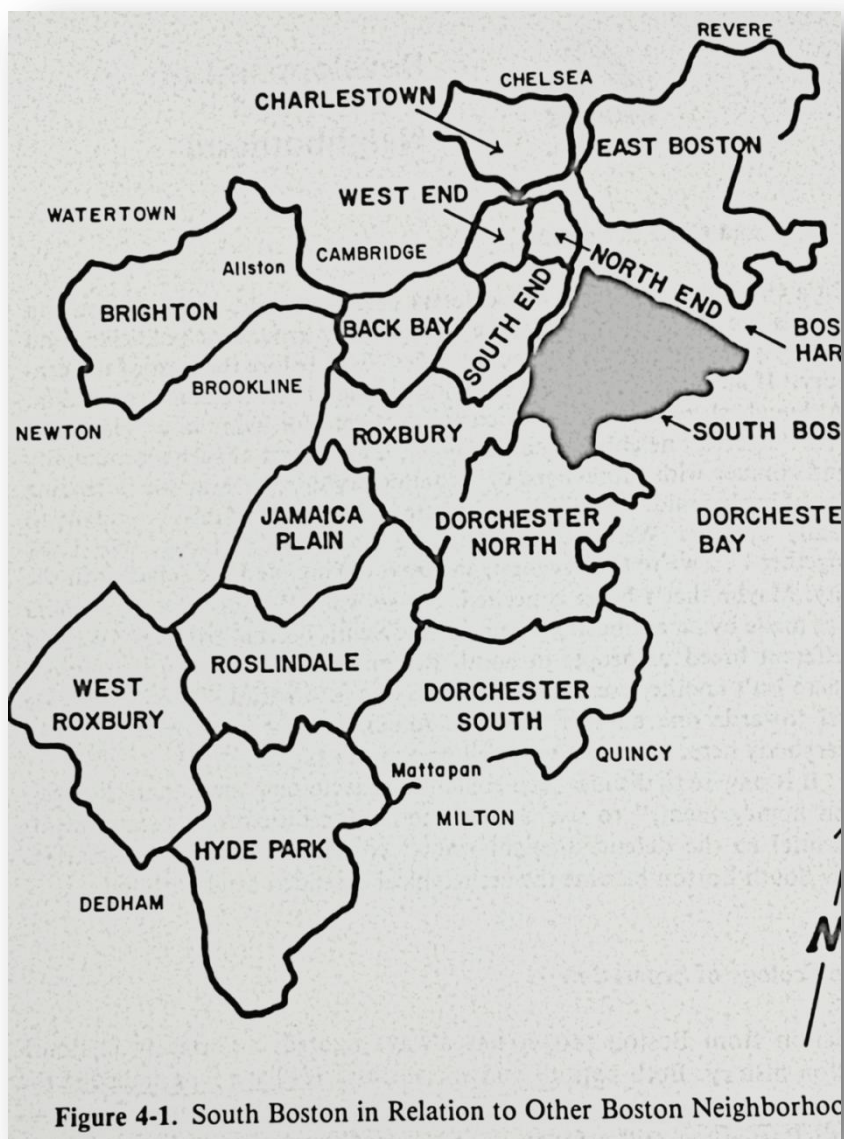 REVERE
CHELSEA
CHARLESTOWN
EAST BOSTON
WEST END
WATERTOWN
CAMBRIDGE
Allston
NORTH END
BRIGHTON
BACK BAY
SOUTH END
BOS
HAR
BROOKLINE
NEWTON
ROXBURY
SOUTH BOS
JAMAICA
PLAIN
DORCHESTER
NORTH
DORCHESTE
BAY
ROSLINDALE
WEST
ROXBURY
DORCHESTER
SOUTH
QUINCY
Mattapan
MILTON
HYDE PARK
DEDHAM
N
Figure 4-1. South Boston in Relation to Other Boston Neighborhoo